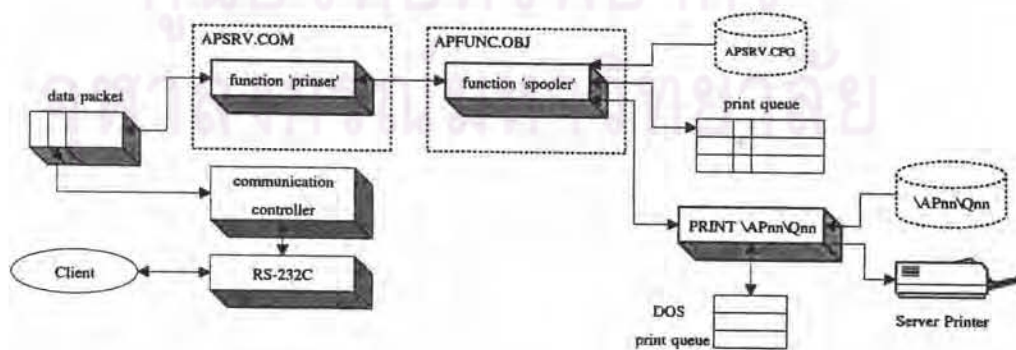 APSRV.COM
APFUNC.OBJ
APSRV.CFG
function 'prinser'
function 'spooler'
data packet
print queue
communication
controller
\APnn\Qnn
PRINT \APnn\Qnn
Client
RS-232C
DOS
print queue
Server Printer